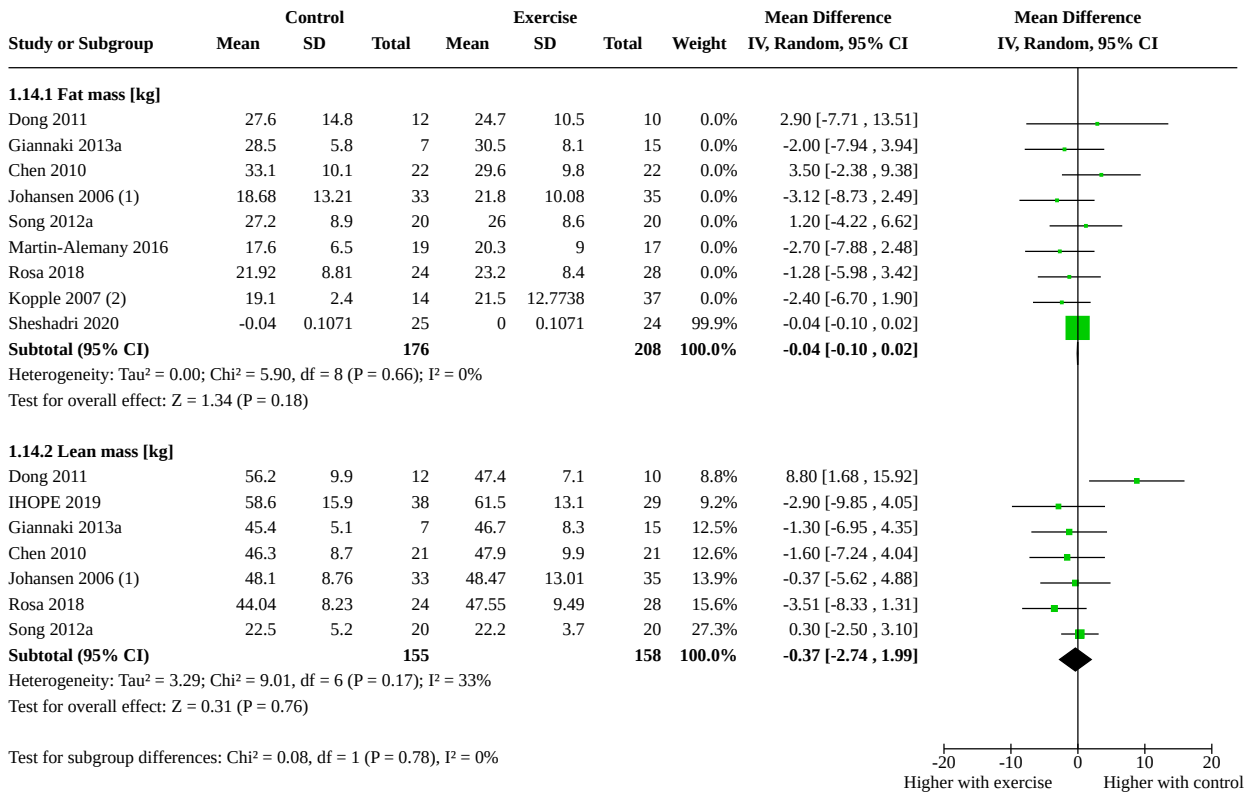 Control Exercise Mean Difference Mean Difference
Study or Subgroup Mean SD Total Mean SD Total Weight IV, Random, 95% CI IV, Random, 95% CI
1.14.1 Fat mass [kg]
Dong 2011 27.6 14.8 12 24.7 10.5 10 0.0% 2.90 [-7.71 , 13.51]
Giannaki 2013a 28.5 5.8 7 30.5 8.1 15 0.0% -2.00 [-7.94 , 3.94]
Chen 2010 33.1 10.1 22 29.6 9.8 22 0.0% 3.50 [-2.38 , 9.38]
Johansen 2006 (1) 18.68 13.21 33 21.8 10.08 35 0.0% -3.12 [-8.73 , 2.49]
Song 2012a 27.2 8.9 20 26 8.6 20 0.0% 1.20 [-4.22 , 6.62]
Martin-Alemany 2016 17.6 6.5 19 20.3 9 17 0.0% -2.70 [-7.88 , 2.48]
Rosa 2018 21.92 8.81 24 23.2 8.4 28 0.0% -1.28 [-5.98 , 3.42]
Kopple 2007 (2) 19.1 2.4 14 21.5 12.7738 37 0.0% -2.40 [-6.70 , 1.90]
Sheshadri 2020 -0.04 0.1071 25 0 0.1071 24 99.9% -0.04 [-0.10 , 0.02]
Subtotal (95% CI) 176 208 100.0% -0.04 [-0.10 , 0.02]
Heterogeneity: Tau² = 0.00; Chi² = 5.90, df = 8 (P = 0.66); I² = 0%
Test for overall effect: Z = 1.34 (P = 0.18)
1.14.2 Lean mass [kg]
Dong 2011 56.2 9.9 12 47.4 7.1 10 8.8% 8.80 [1.68 , 15.92]
IHOPE 2019 58.6 15.9 38 61.5 13.1 29 9.2% -2.90 [-9.85 , 4.05]
Giannaki 2013a 45.4 5.1 7 46.7 8.3 15 12.5% -1.30 [-6.95 , 4.35]
Chen 2010 46.3 8.7 21 47.9 9.9 21 12.6% -1.60 [-7.24 , 4.04]
Johansen 2006 (1) 48.1 8.76 33 48.47 13.01 35 13.9% -0.37 [-5.62 , 4.88]
Rosa 2018 44.04 8.23 24 47.55 9.49 28 15.6% -3.51 [-8.33 , 1.31]
Song 2012a 22.5 5.2 20 22.2 3.7 20 27.3% 0.30 [-2.50 , 3.10]
Subtotal (95% CI) 155 158 100.0% -0.37 [-2.74 , 1.99]
Heterogeneity: Tau² = 3.29; Chi² = 9.01, df = 6 (P = 0.17); I² = 33%
Test for overall effect: Z = 0.31 (P = 0.76)
Test for subgroup differences: Chi² = 0.08, df = 1 (P = 0.78), I² = 0%
-20 -10 0 10 20
Higher with exercise Higher with control